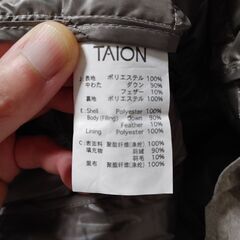 TAION
J 表地 ポリエステル 100%
中わた ダウン 90%
フェザー 10%
裏地 ポリエステル 100%
E Shell Polyester 100%
Body (Filling) Down 90%
Feather 10%
Lining Polyester 100%
C 表面料 聚酯纤维(涤纶) 100%
填充物 羽绒 90%
羽毛 10%
里布 聚酯纤维(涤纶) 100%